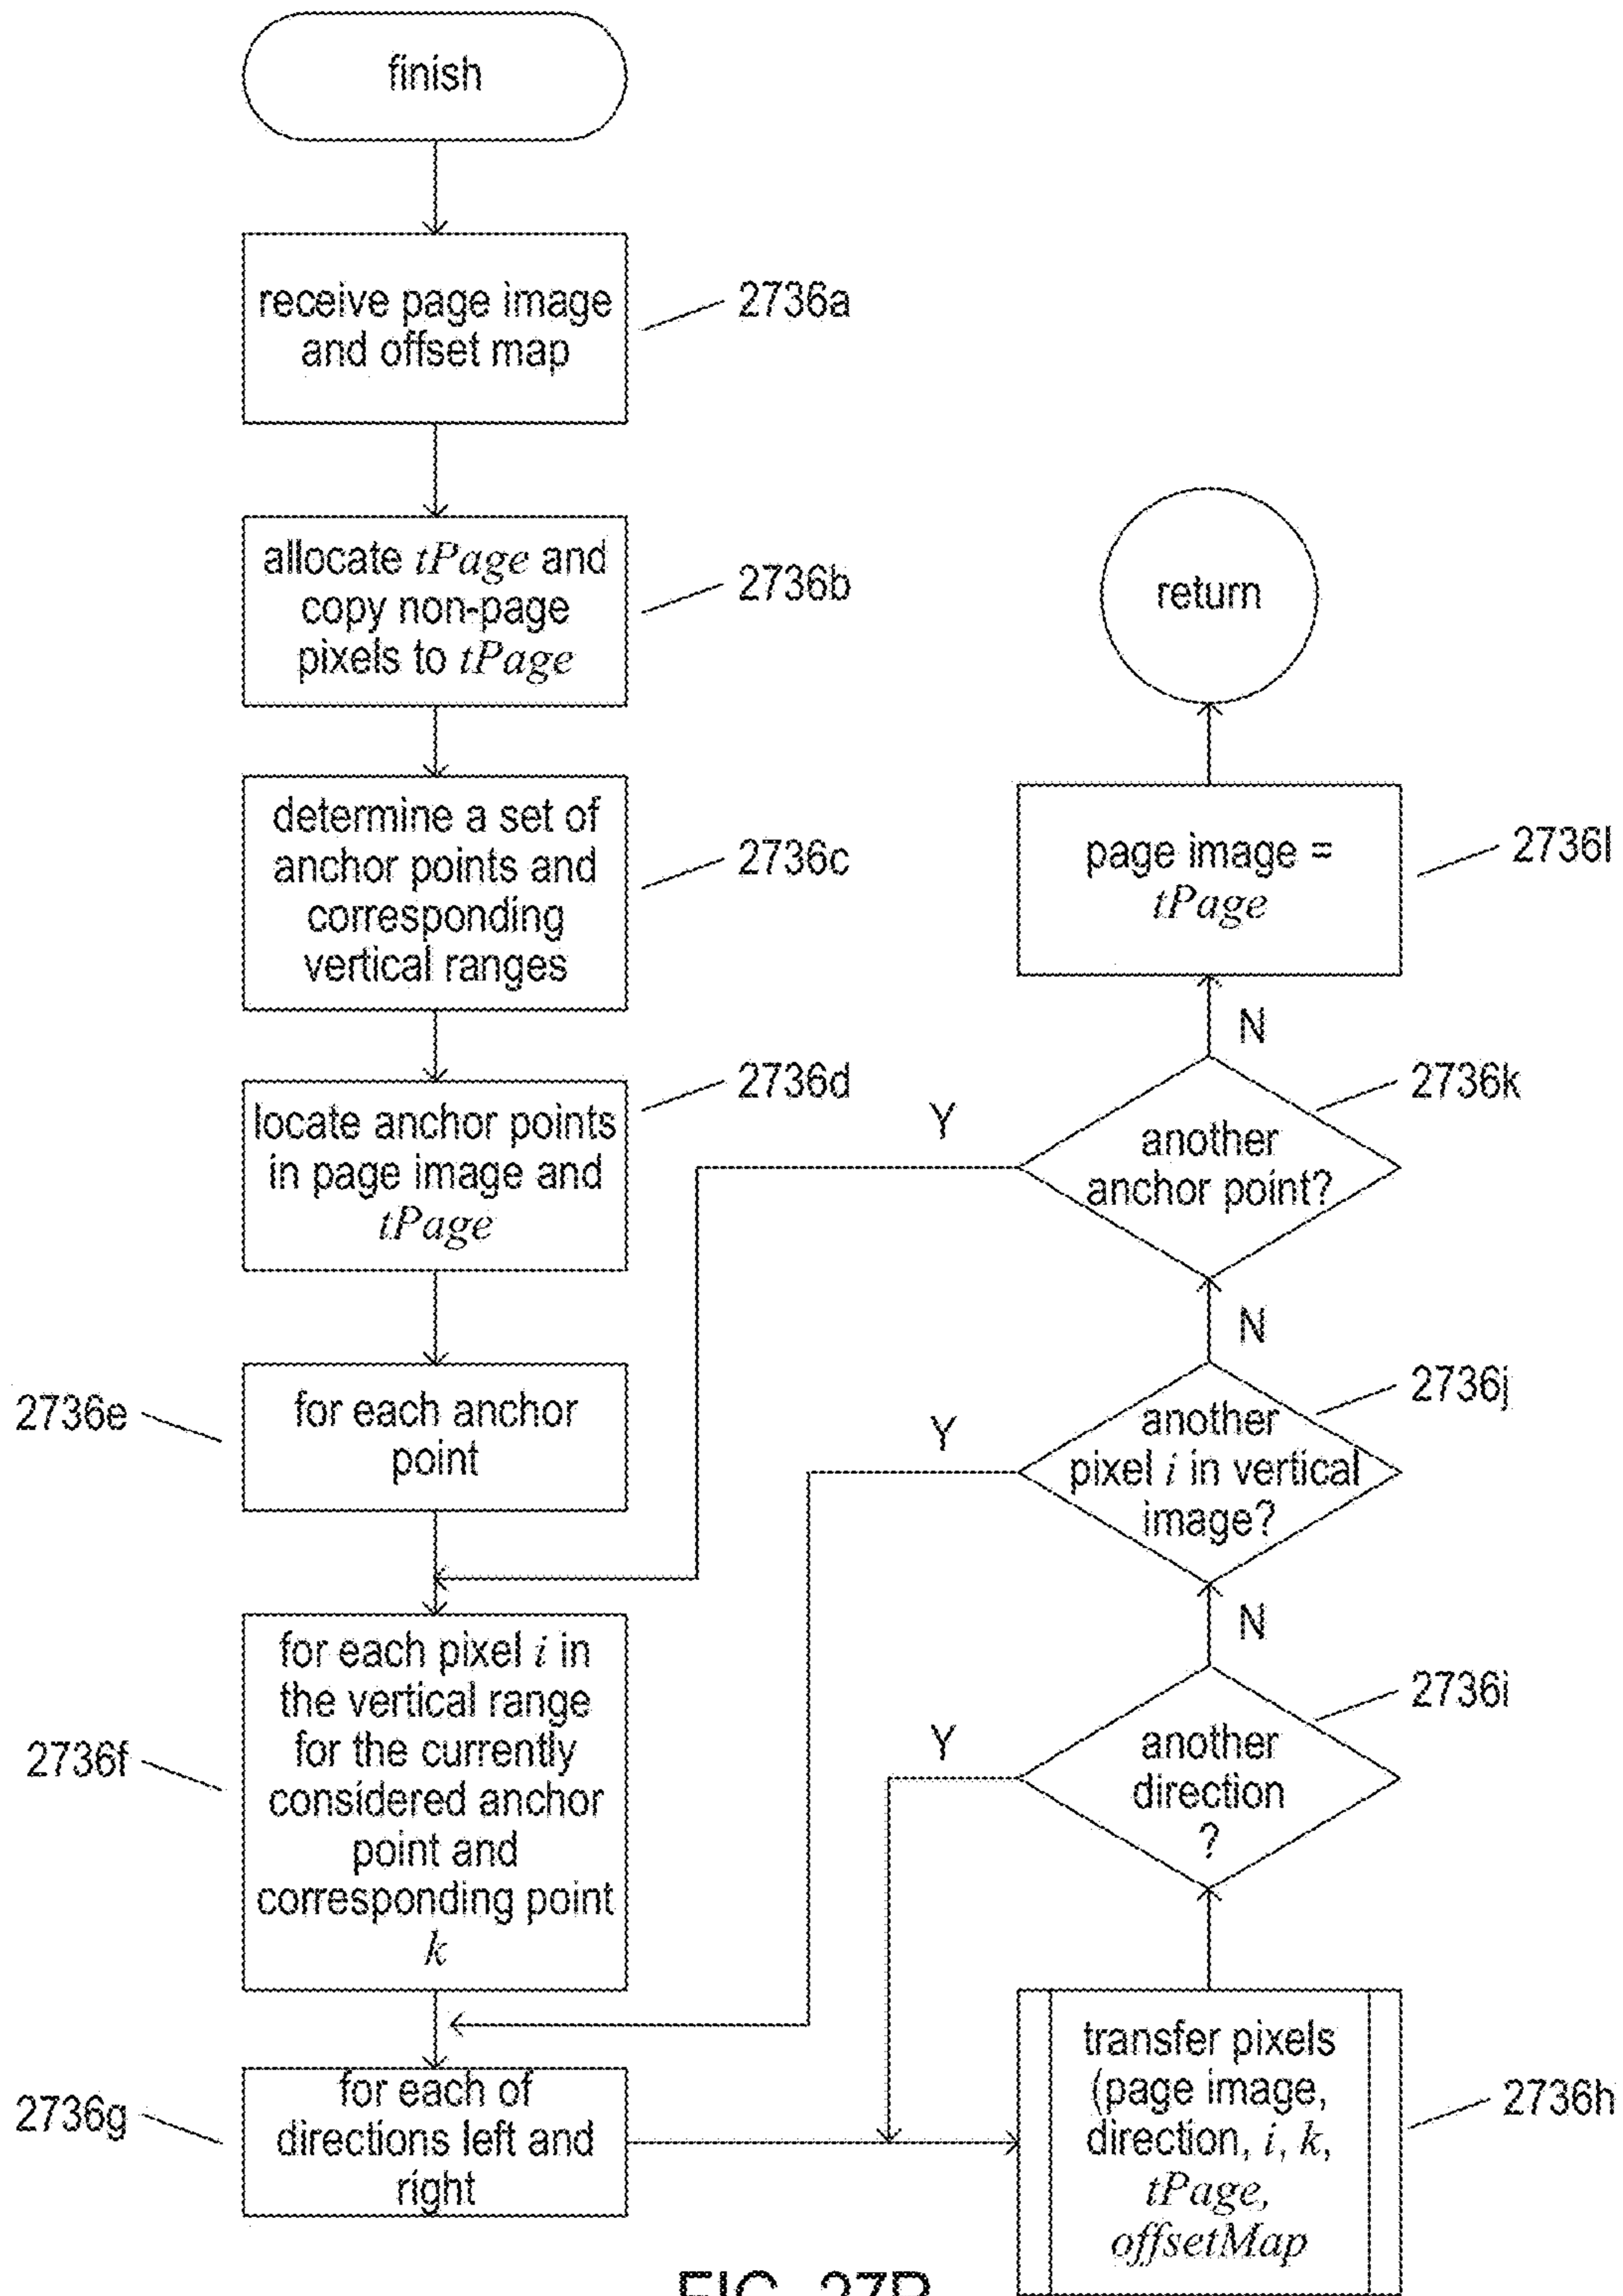 finish
receive page image
and offset map
2736a
allocate tPage and
copy non-page
pixels to tPage
2736b
determine a set of
anchor points and
corresponding
vertical ranges
2736c
locate anchor points
in page image and
tPage
2736d
for each anchor
point
2736e
for each pixel i in
the vertical range
for the currently
considered anchor
point and
corresponding point
k
2736f
for each of
directions left and
right
2736g
transfer pixels
(page image,
direction, i, k,
tPage,
offsetMap
2736h
another
direction
?
2736i
Y
N
another
pixel i in vertical
image?
2736j
Y
N
another
anchor point?
2736k
Y
N
page image =
tPage
2736l
return